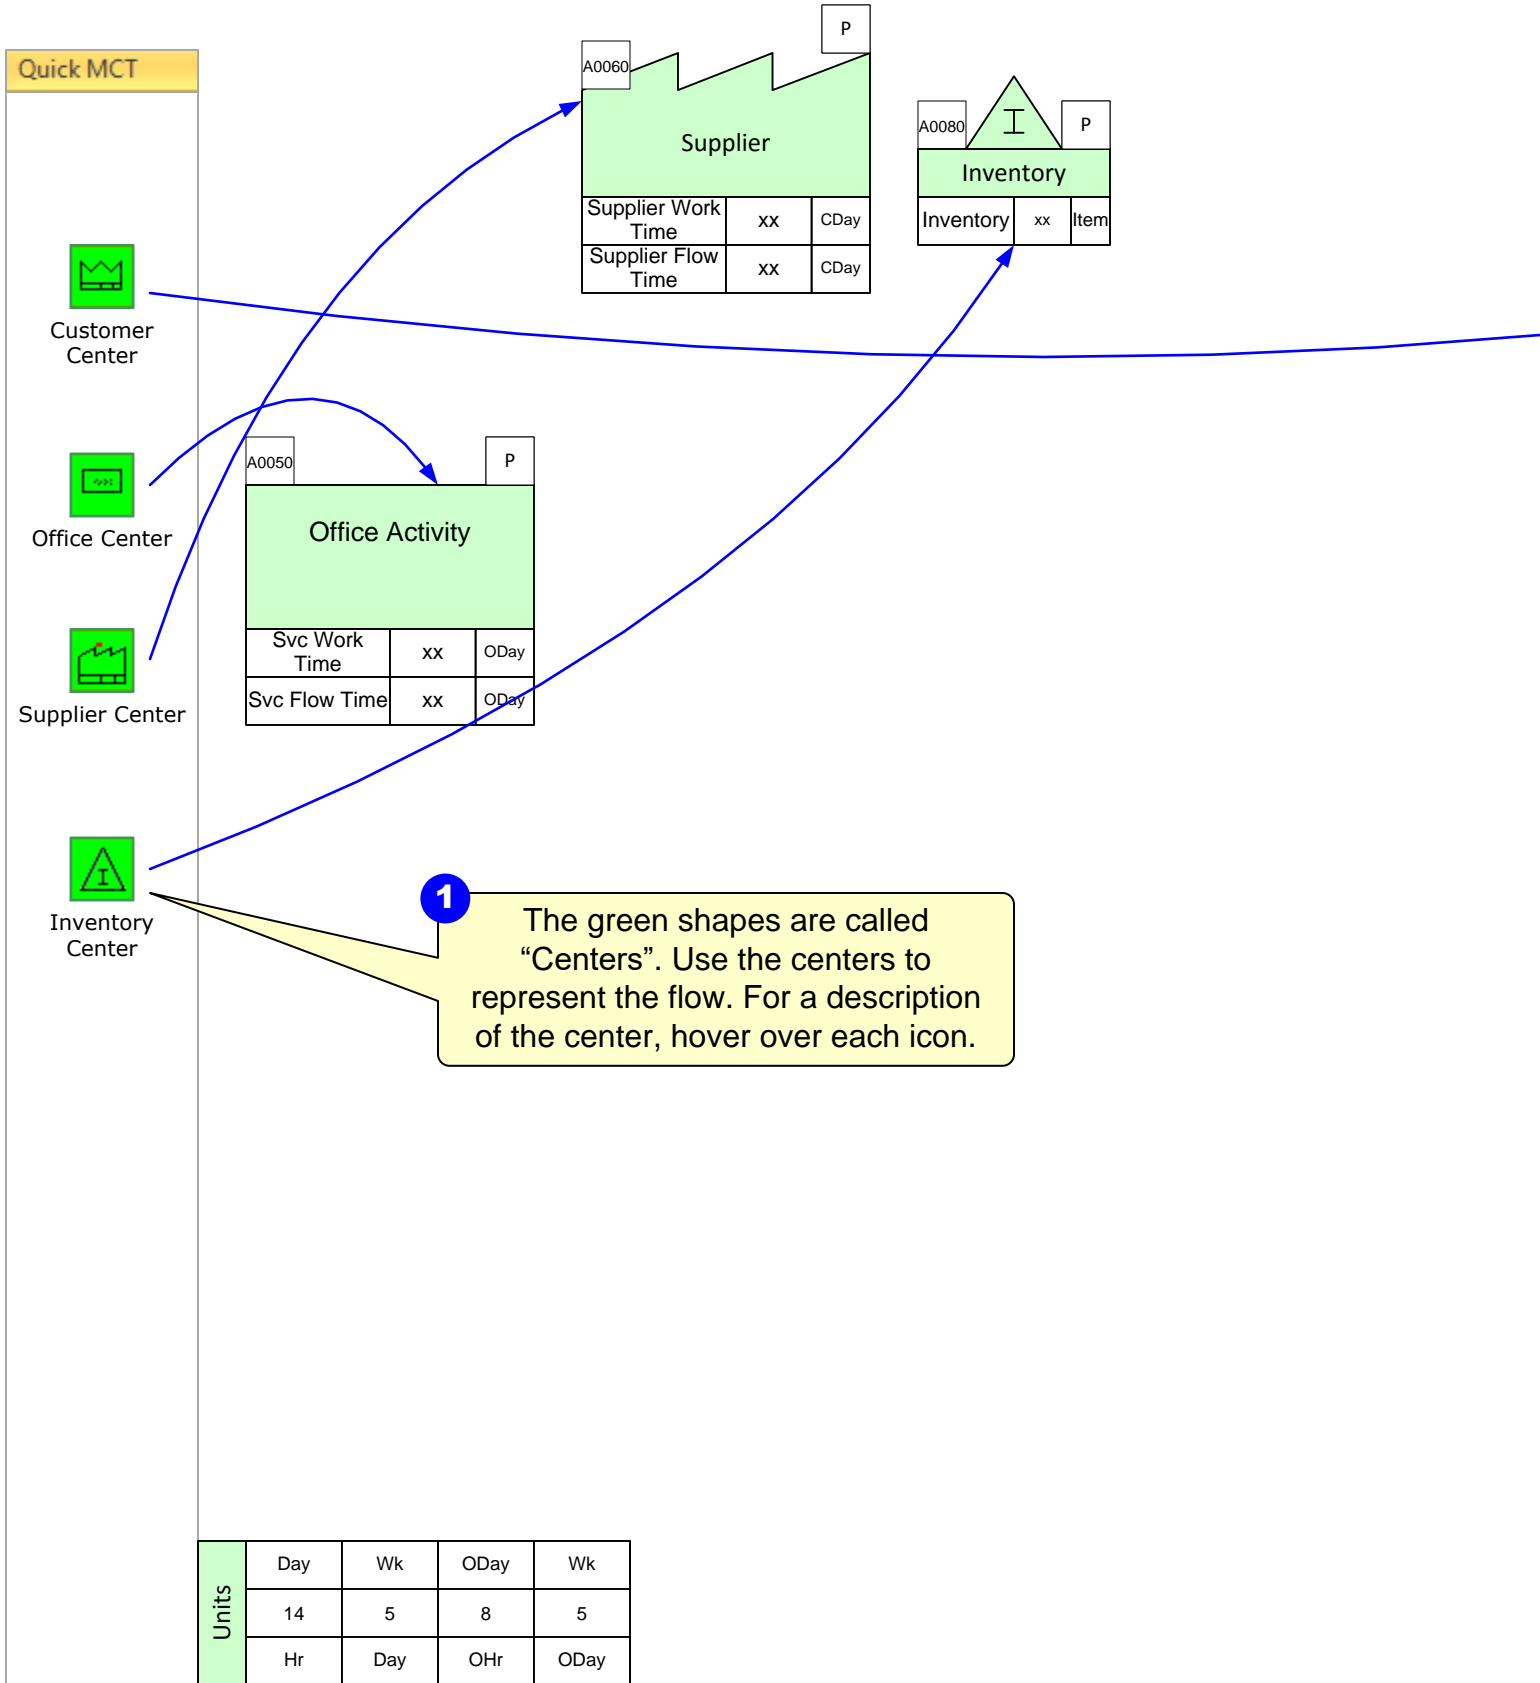 Quick MCT
Customer
Center
Office Center
Supplier Center
Inventory
Center
A0060
P
Supplier
Supplier Work
Time
xx
CDay
Supplier Flow
Time
xx
CDay
A0080
I
P
Inventory
Inventory
xx
Item
A0050
P
Office Activity
Svc Work
Time
xx
ODay
Svc Flow Time
xx
ODay
1
The green shapes are called
“Centers”. Use the centers to
represent the flow. For a description
of the center, hover over each icon.
Units
Day Wk ODay Wk
14 5 8 5
Hr Day OHr ODay